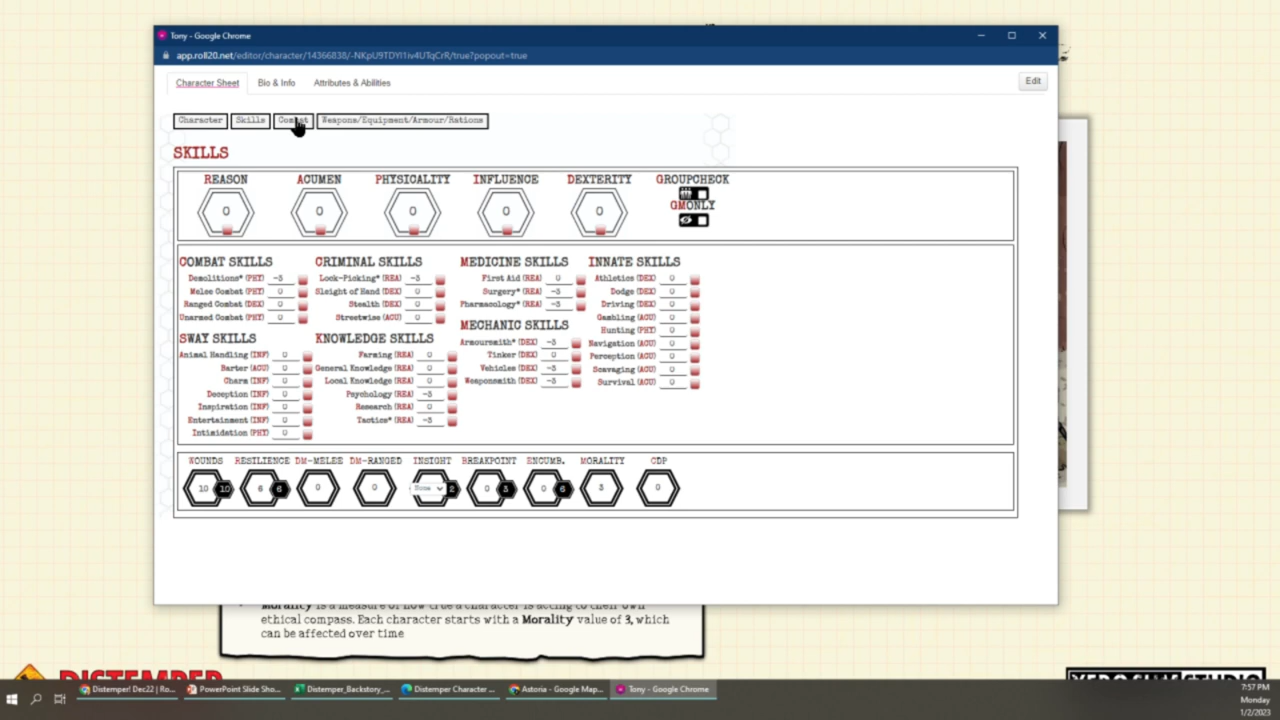 Tony - Google Chrome
app.roll20.net/editor/character/14366838/-NKpU9TDYI1iv4UTqCrR/true?popout=true
Character Sheet Bio & Info Attributes & Abilities Edit
Character Skills Combat Weapons/Equipment/Armour/Rations
SKILLS
REASON ACUMEN PHYSICALITY INFLUENCE DEXTERITY GROUPCHECK
0 0 0 0 0
GMONLY
COMBAT SKILLS
Demolitions* (PHY) -3
Melee Combat (PHY) 0
Ranged Combat (DEX) 0
Unarmed Combat (PHY) 0
SWAY SKILLS
Animal Handling (INF) 0
Barter (ACU) 0
Charm (INF) 0
Deception (INF) 0
Inspiration (INF) 0
Entertainment (INF) 0
Intimidation (PHY) 0
CRIMINAL SKILLS
Lock-Picking* (REA) -3
Sleight of Hand (DEX) 0
Stealth (DEX) 0
Streetwise (ACU) 0
KNOWLEDGE SKILLS
Farming (REA) 0
General Knowledge (REA) 0
Local Knowledge (REA) 0
Psychology (REA) -3
Research (REA) 0
Tactics* (REA) -3
MEDICINE SKILLS
First Aid (REA) 0
Surgery* (REA) -3
Pharmacology* (REA) -3
MECHANIC SKILLS
Armoursmith* (DEX) -3
Tinker (DEX) 0
Vehicles (DEX) -3
Weaponsmith (DEX) -3
INNATE SKILLS
Athletics (DEX) 0
Dodge (DEX) 0
Driving (DEX) 0
Gambling (ACU) 0
Hunting (PHY) 0
Navigation (ACU) 0
Perception (ACU) 0
Scavaging (ACU) 0
Survival (ACU) 0
WOUNDS RESILIENCE DM-MELEE DM-RANGED INSIGHT BREAKPOINT ENCUMB. MORALITY CDP
10 10 6 6 0 0 None 2 0 3 0 6 3 0
Morality is a measure of how true a character is acting to their own
ethical compass. Each character starts with a Morality value of 3, which
can be affected over time
DISTEMPER
Distemper! Dec22 | Ro... PowerPoint Slide Sho... Distemper_Backstory_... Distemper Character ... Astoria - Google Map... Tony - Google Chrome
7:57 PM
Monday
1/2/2023